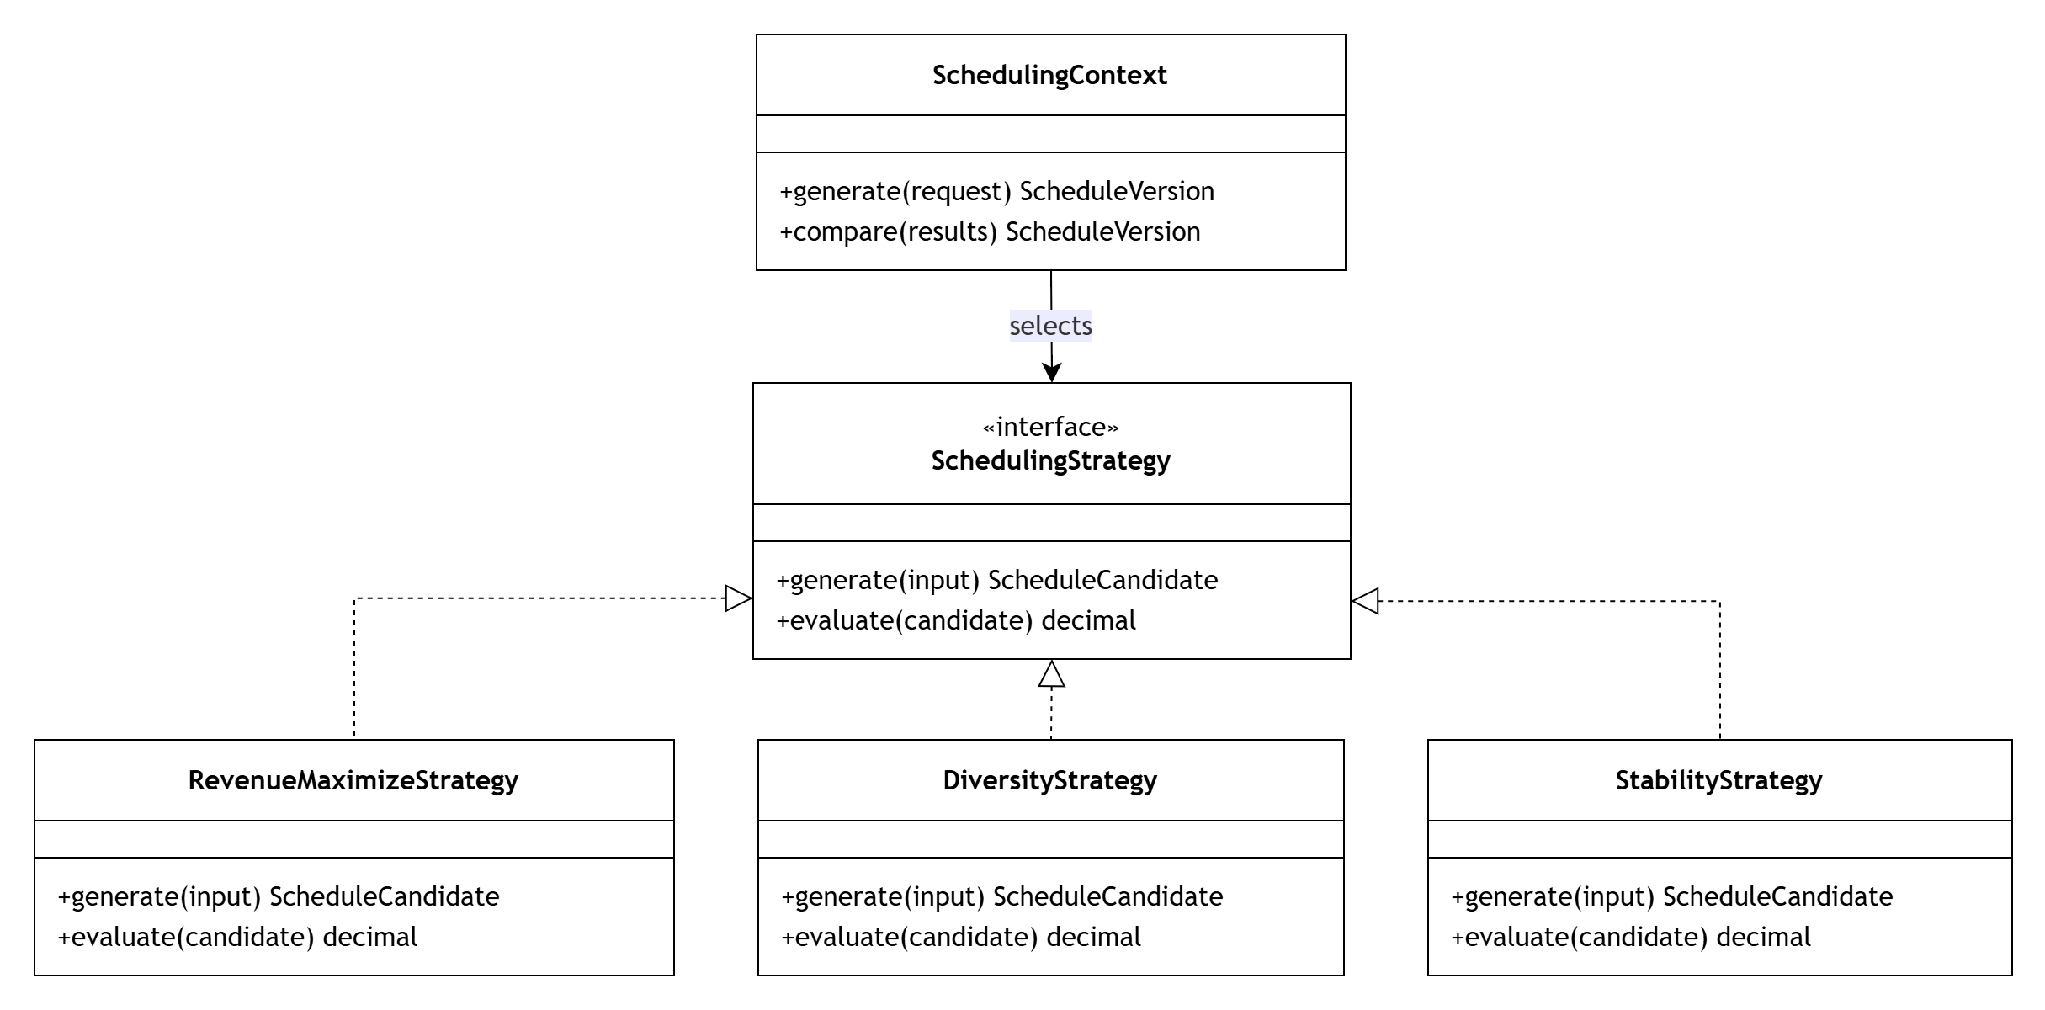 SchedulingContext
+generate(request) ScheduleVersion
+compare(results) ScheduleVersion
selects
«interface»
SchedulingStrategy
+generate(input) ScheduleCandidate
+evaluate(candidate) decimal
RevenueMaximizeStrategy
+generate(input) ScheduleCandidate
+evaluate(candidate) decimal
DiversityStrategy
+generate(input) ScheduleCandidate
+evaluate(candidate) decimal
StabilityStrategy
+generate(input) ScheduleCandidate
+evaluate(candidate) decimal